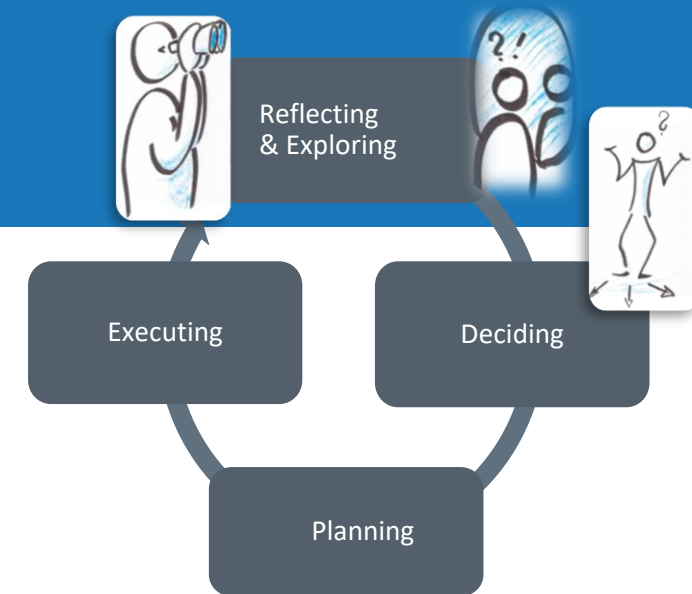 ?!
Reflecting
& Exploring
?
Executing
Deciding
Planning